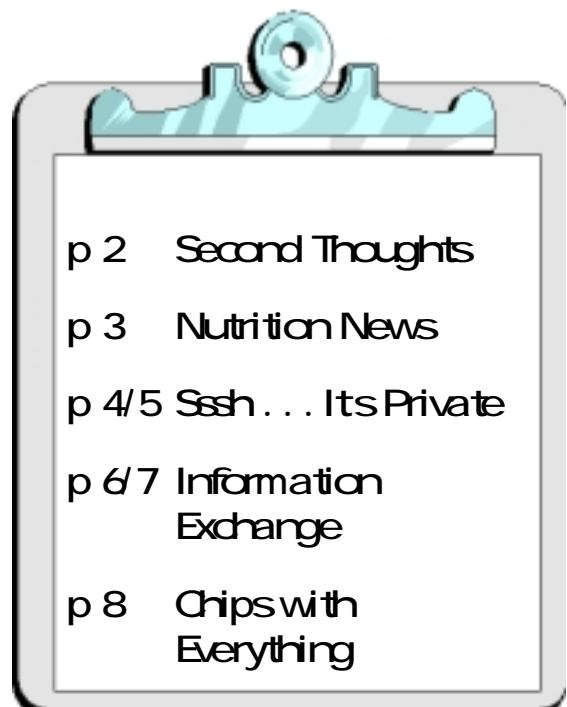 p 2 Second Thoughts
p 3 Nutrition News
p 4/5 Sssh . . . Its Private
p 6/7 Information
Exchange
p 8 Chips with
Everything